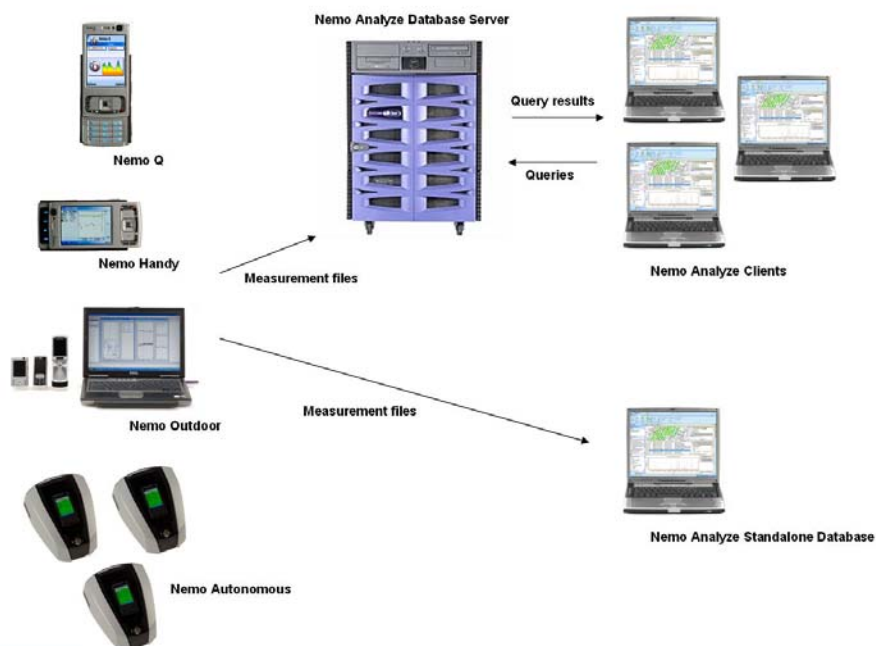 Nemo Analyze Database Server
Query results
Queries
Nemo Q
Nemo Handy
Measurement files
Nemo Analyze Clients
Nemo Outdoor
Measurement files
Nemo Analyze Standalone Database
Nemo Autonomous